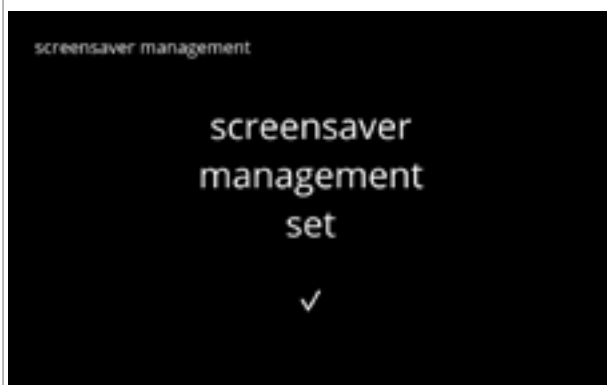 screensaver management
screensaver
management
set
✓